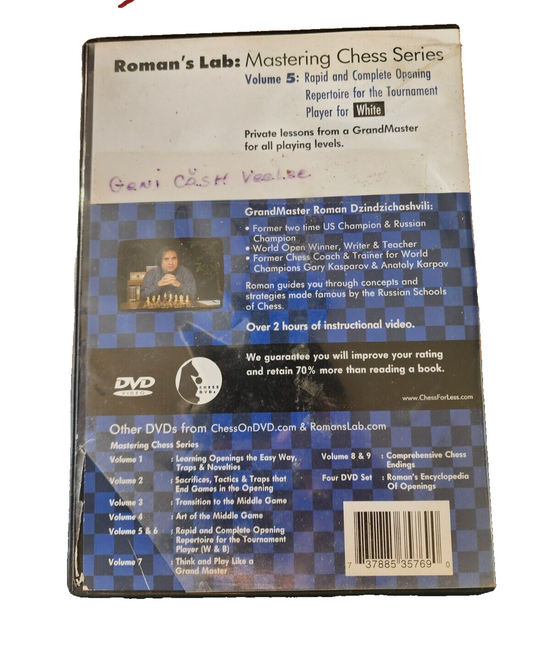 Roman's Lab: Mastering Chess Series
Volume 5: Rapid and Complete Opening
Repertoire for the Tournament
Player for White
Private lessons from a GrandMaster
for all playing levels.
GrandMaster Roman Dzindzichashvili:
• Former two time US Champion & Russian
Champion
• World Open Winner, Writer & Teacher
• Former Chess Coach & Trainer for World
Champions Gary Kasparov & Anatoly Karpov
Roman guides you through concepts and
strategies made famous by the Russian Schools
of Chess.
Over 2 hours of instructional video.
We guarantee you will improve your rating
and retain 70% more than reading a book.
DVD
VIDEO
CHESS
DVDs
www.ChessForLess.com
Other DVDs from ChessOnDVD.com & RomansLab.com
Mastering Chess Series
Volume 1 : Learning Openings the Easy Way,
Traps & Novelties
Volume 2 : Sacrifices, Tactics & Traps that
End Games in the Opening
Volume 3 : Transition to the Middle Game
Volume 4 : Art of the Middle Game
Volume 5 & 6 : Rapid and Complete Opening
Repertoire for the Tournament
Player (W & B)
Volume 7 : Think and Play Like a
Grand Master
Volume 8 & 9 : Comprehensive Chess
Endings
Four DVD Set : Roman's Encyclopedia
Of Openings
7 37885 35769 0